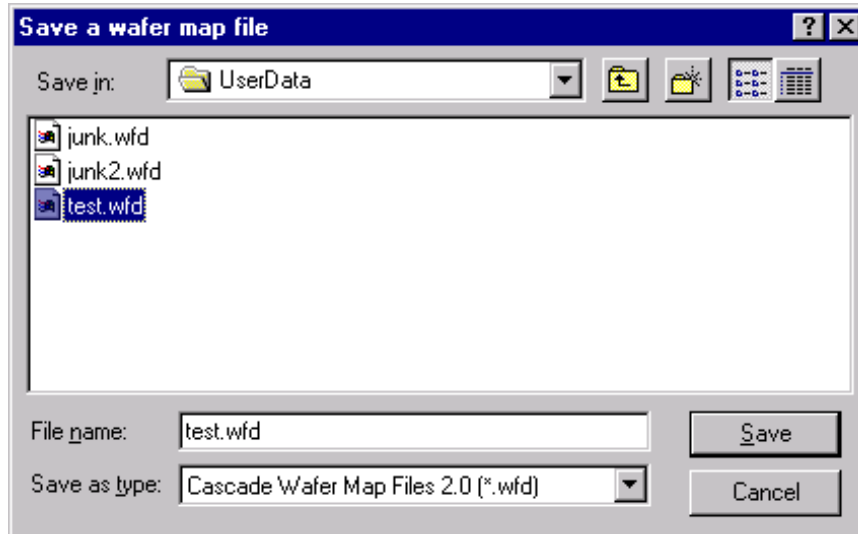 Save a wafer map file
Save in: UserData
junk.wfd
junk2.wfd
test.wfd
File name: test.wfd Save
Save as type: Cascade Wafer Map Files 2.0 (*.wfd) Cancel